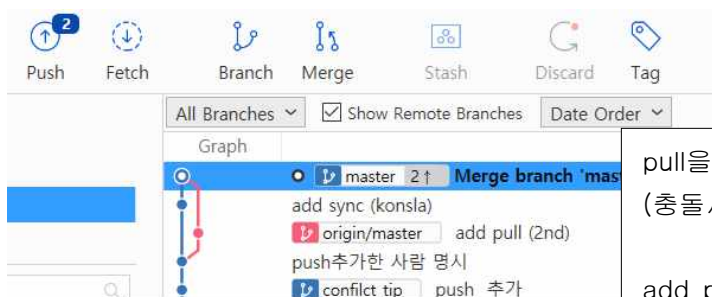 2
Push Fetch Branch Merge Stash Discard Tag
All Branches Show Remote Branches Date Order
Graph
master 2↑ Merge branch 'mas
add sync (konsla)
origin/master add pull (2nd)
push추가한 사람 명시
confilct tip push 추가
pull을
(충돌
add p